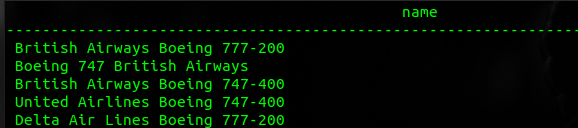 name
---------------------------------------------------------------
British Airways Boeing 777-200
Boeing 747 British Airways
British Airways Boeing 747-400
United Airlines Boeing 747-400
Delta Air Lines Boeing 777-200